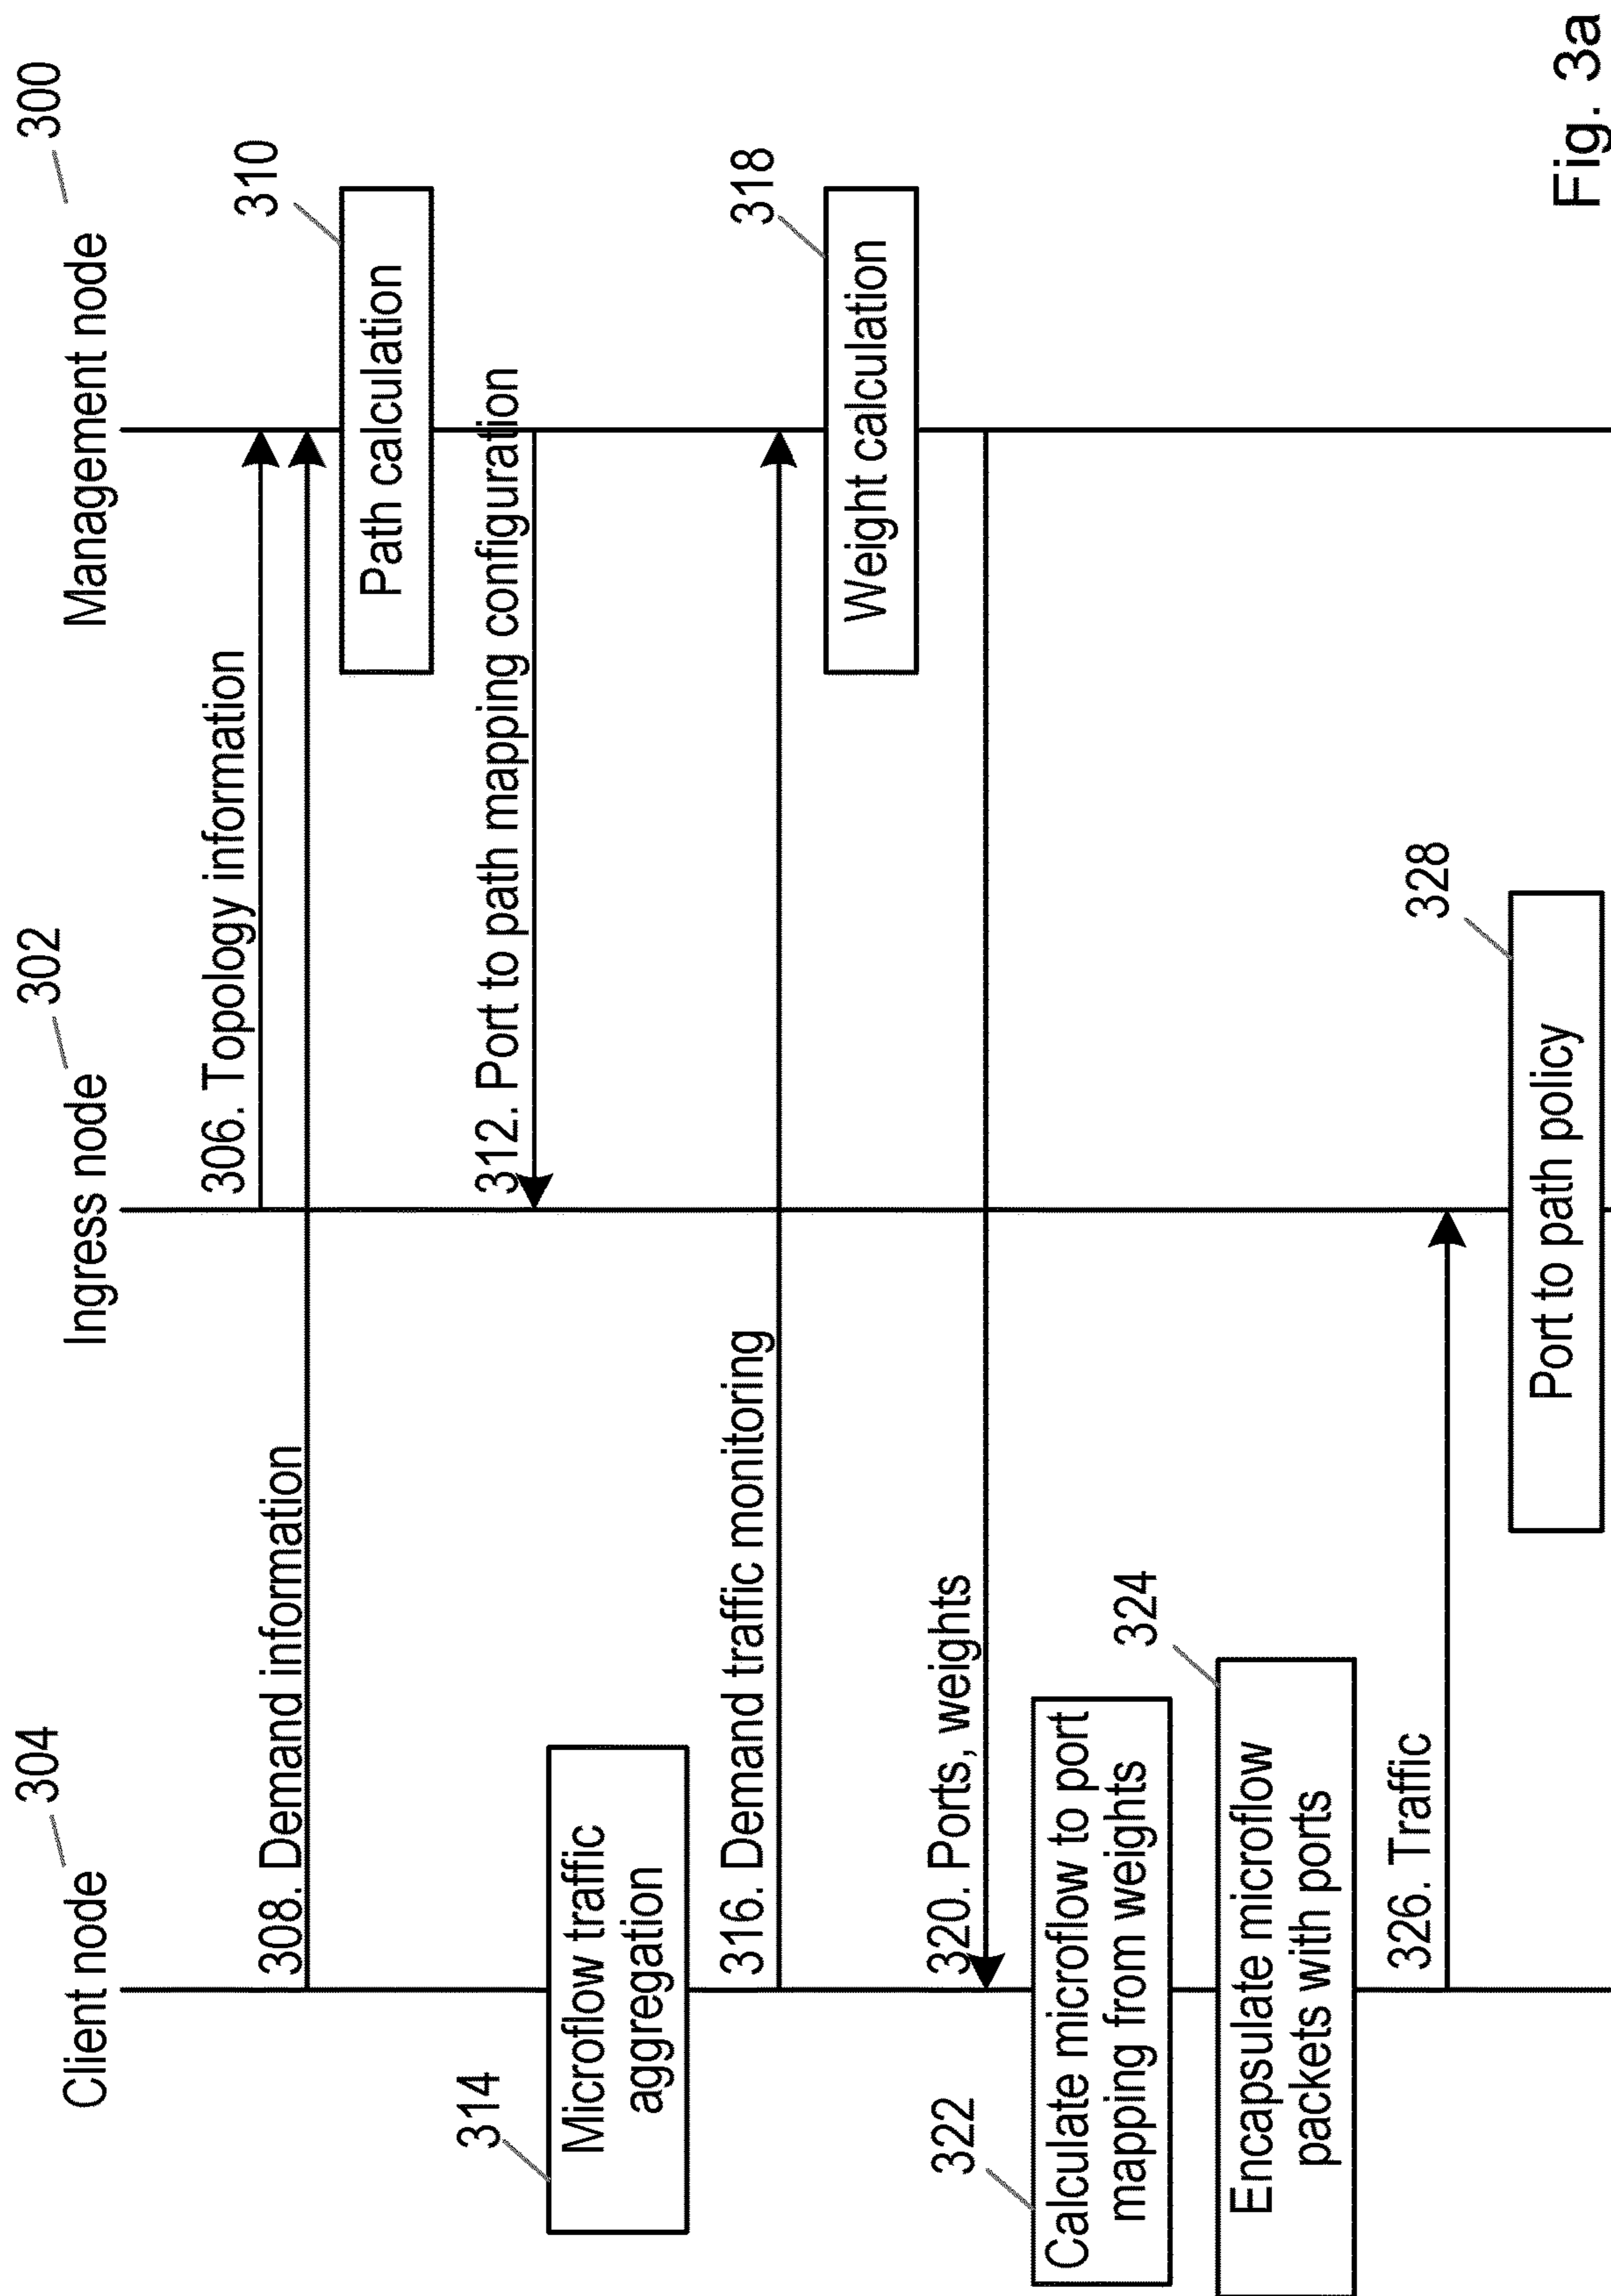 Client node
304
Ingress node
302
Management node
300
306. Topology information
308. Demand information
310
Path calculation
312. Port to path mapping configuration
314
Microflow traffic
aggregation
316. Demand traffic monitoring
318
Weight calculation
320. Ports, weights
322
Calculate microflow to port
mapping from weights
324
Encapsulate microflow
packets with ports
326. Traffic
328
Port to path policy
Fig. 3a